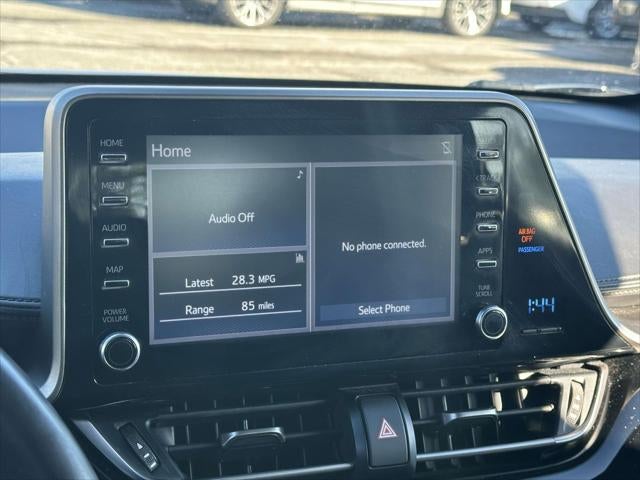 HOME
MENU
AUDIO
MAP
POWER
VOLUME
Home
Audio Off
Latest 28.3 MPG
Range 85 miles
No phone connected.
Select Phone
TRACK
PHONE
APPS
TUNE
SCROLL
AIR BAG
OFF
PASSENGER
1:44